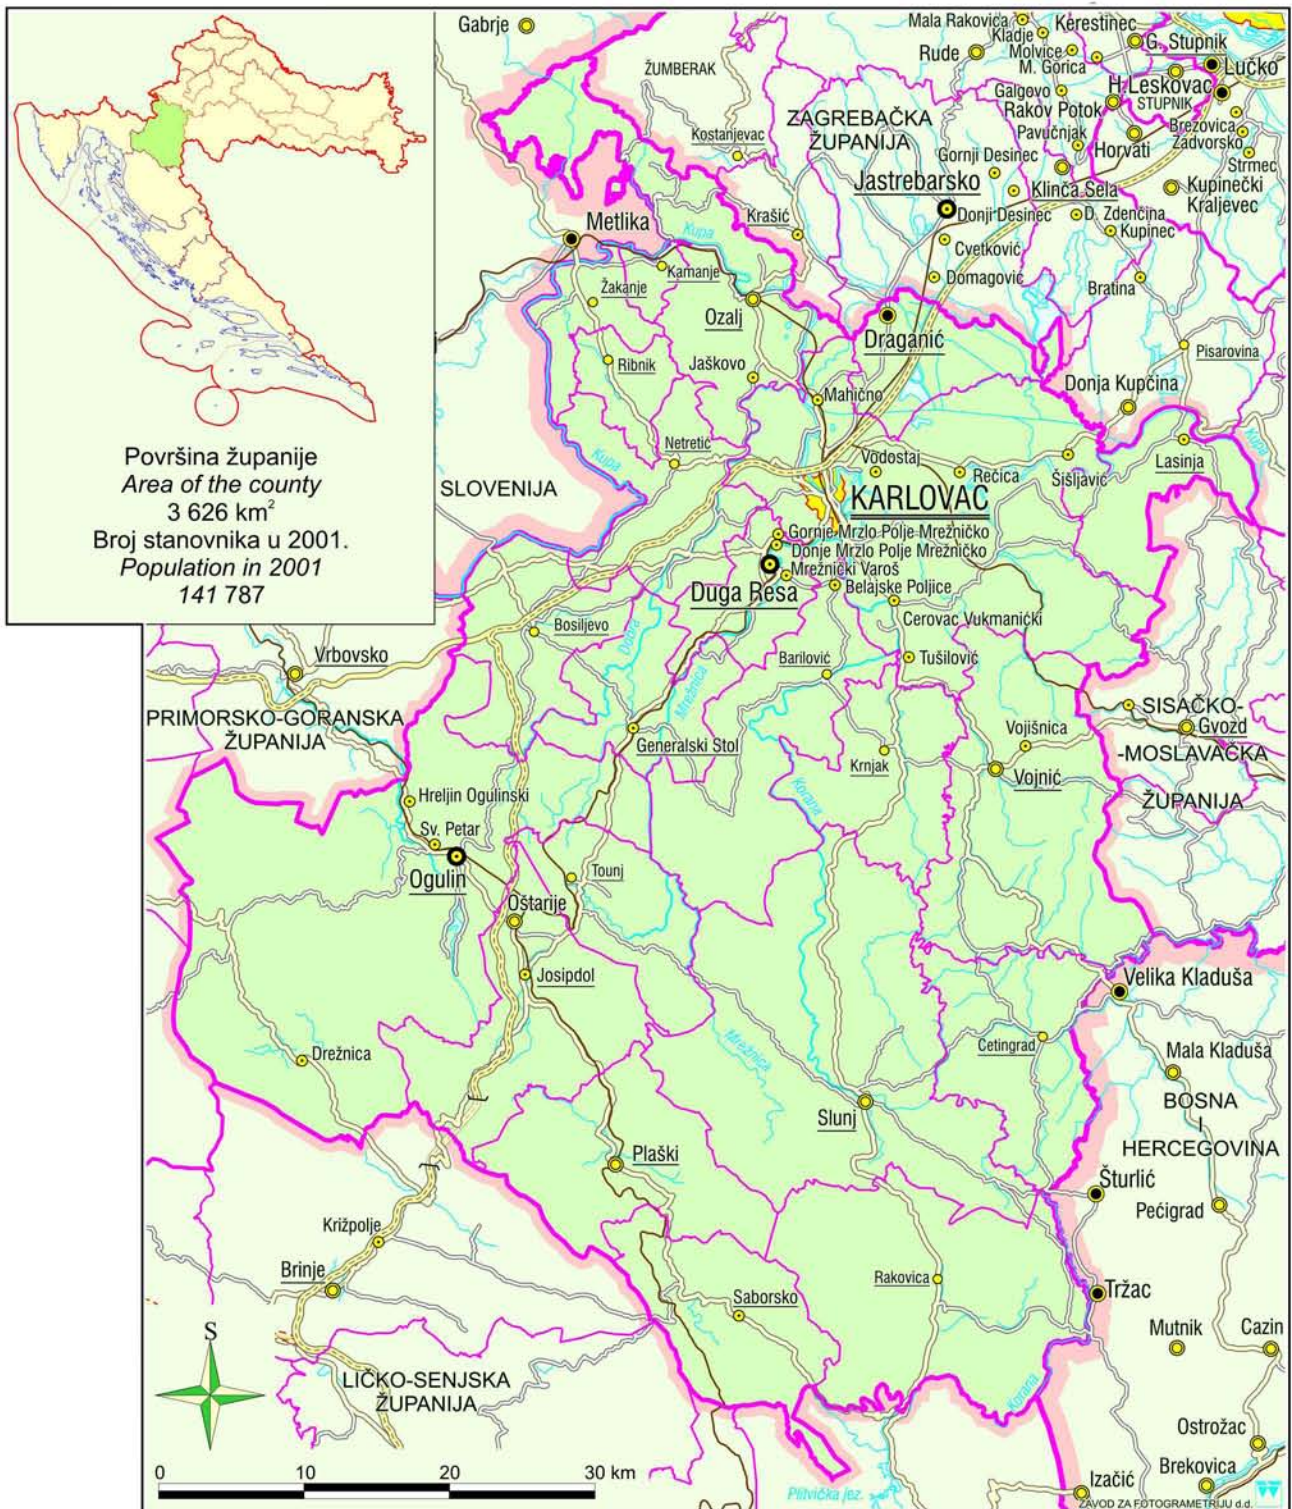 Površina županije
Area of the county
3 626 km²
Broj stanovnika u 2001.
Population in 2001
141 787
Gabrje
Mala Rakovica
Kladje
Kerestinec
Molvice
G. Stupnik
Rude
M. Gorica
Lučko
ŽUMBERAK
H.Leskovac
Galgovo
STUPNIK
Rakov Potok
ZAGREBAČKA
ŽUPANIJA
Kostanjevac
Pavučnjak
Brezovica
Zadvorsko
Horvati
Gornji Desinec
Strmec
Jastrebarsko
Klinča Sela
Kupinečki
Kraljevec
Metlika
Krašić
Donji Desinec
D. Zdenčina
Kupa
Kupinec
Cvetković
Kamanje
Domagović
Bratina
Žakanje
Ozalj
Draganić
Pisarovina
Ribnik
Jaškovo
Donja Kupčina
Mahično
Kupa
Netretić
Kupa
Vodostaj
Rečica
Šišljavić
Lasinja
SLOVENIJA
KARLOVAC
Gornje Mrzlo Polje Mrežničko
Donje Mrzlo Polje Mrežničko
Mrežnički Varoš
Duga Resa
Belajske Poljice
Cerovac Vukmanićki
Bosiljevo
Dobra
Vrbovsko
Barilović
Tušilović
Mrežnica
PRIMORSKO-GORANSKA
ŽUPANIJA
SISAČKO-
Gvozd
-MOSLAVAČKA
ŽUPANIJA
Generalski Stol
Vojišnica
Krnjak
Vojnić
Korana
Hreljin Ogulinski
Sv. Petar
Ogulin
Tounj
Oštarije
Josipdol
Velika Kladuša
Mrežnica
Cetingrad
Drežnica
Mala Kladuša
BOSNA
I
HERCEGOVINA
Slunj
Plaški
Šturlić
Pećigrad
Križpolje
Brinje
Rakovica
Saborsko
Tržac
Mutnik
Cazin
S
LIČKO-SENJSKA
ŽUPANIJA
Korana
Ostrožac
Brekovica
Izačić
Plitvička jez.
0 10 20 30 km
ZAVOD ZA FOTOGRAMETRIJU d.d.